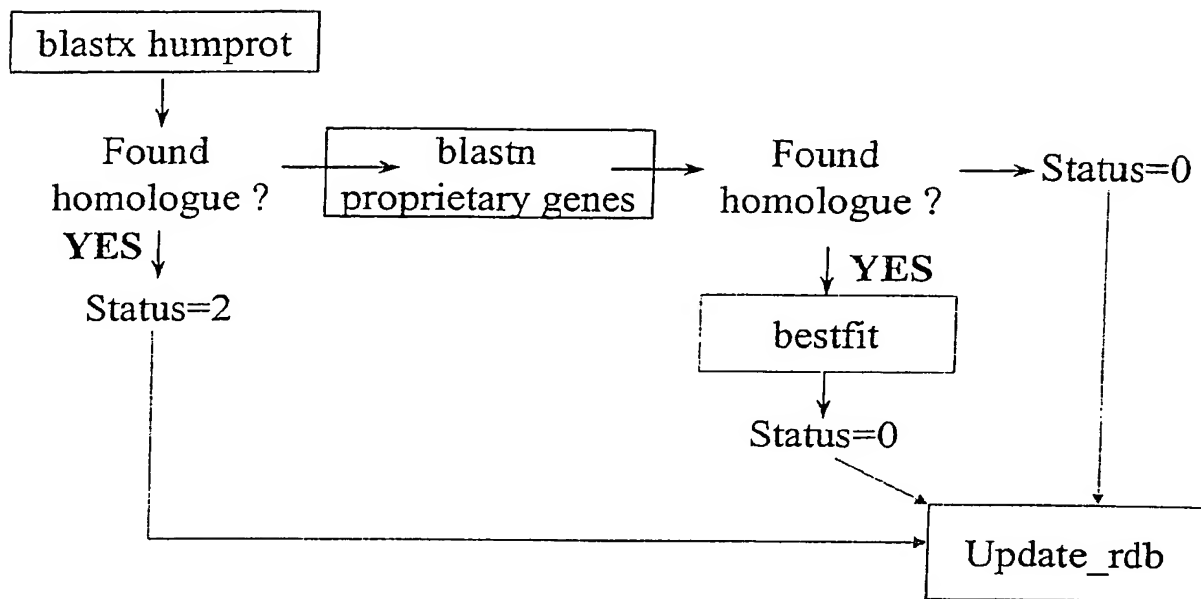 blastx humprot
Found
homologue ?
YES
Status=2
blastn
proprietary genes
Found
homologue ?
YES
bestfit
Status=0
Status=0
Update_rdb